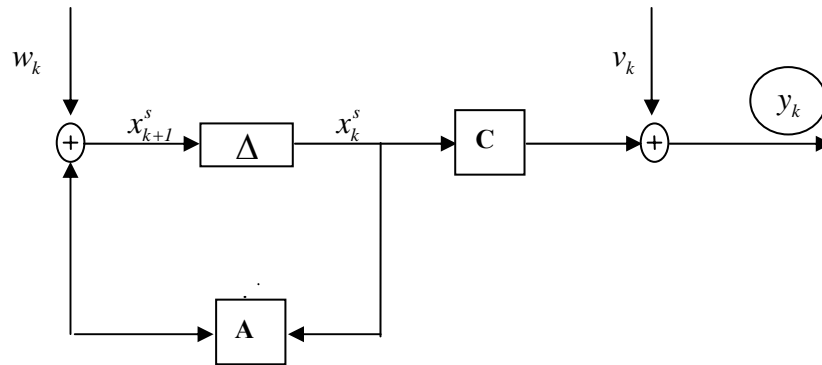 w_k
v_k
y_k
+
x^s_{k+1}
Δ
x^s_k
C
+
A